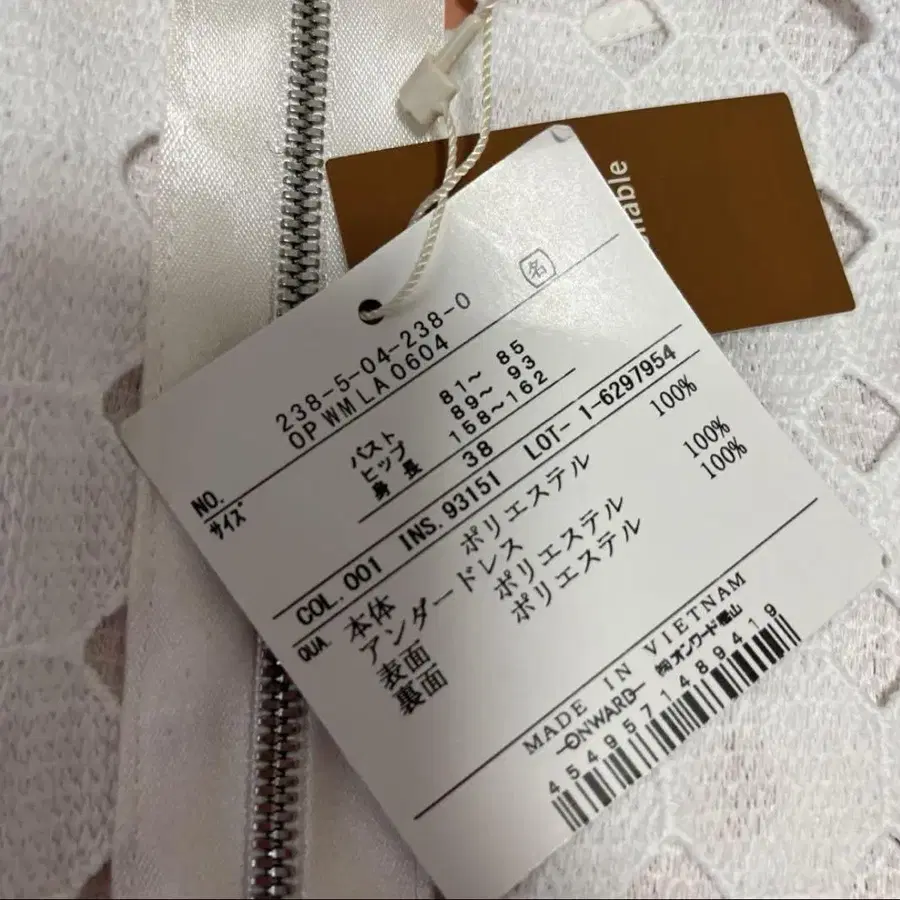 名
NO. 238-5-04-238-0
OP WMLA0604
サイズ
バスト 81~ 85
ヒップ 89~ 93
身長 158~162
38
COL.001 INS.93151 LOT- 1-6297954
QUA 本体 ポリエステル 100%
アンダードレス
表面 ポリエステル 100%
裏面 ポリエステル 100%
MADE IN VIETNAM
ONWARD ㈱オンワード樫山
4549571489419